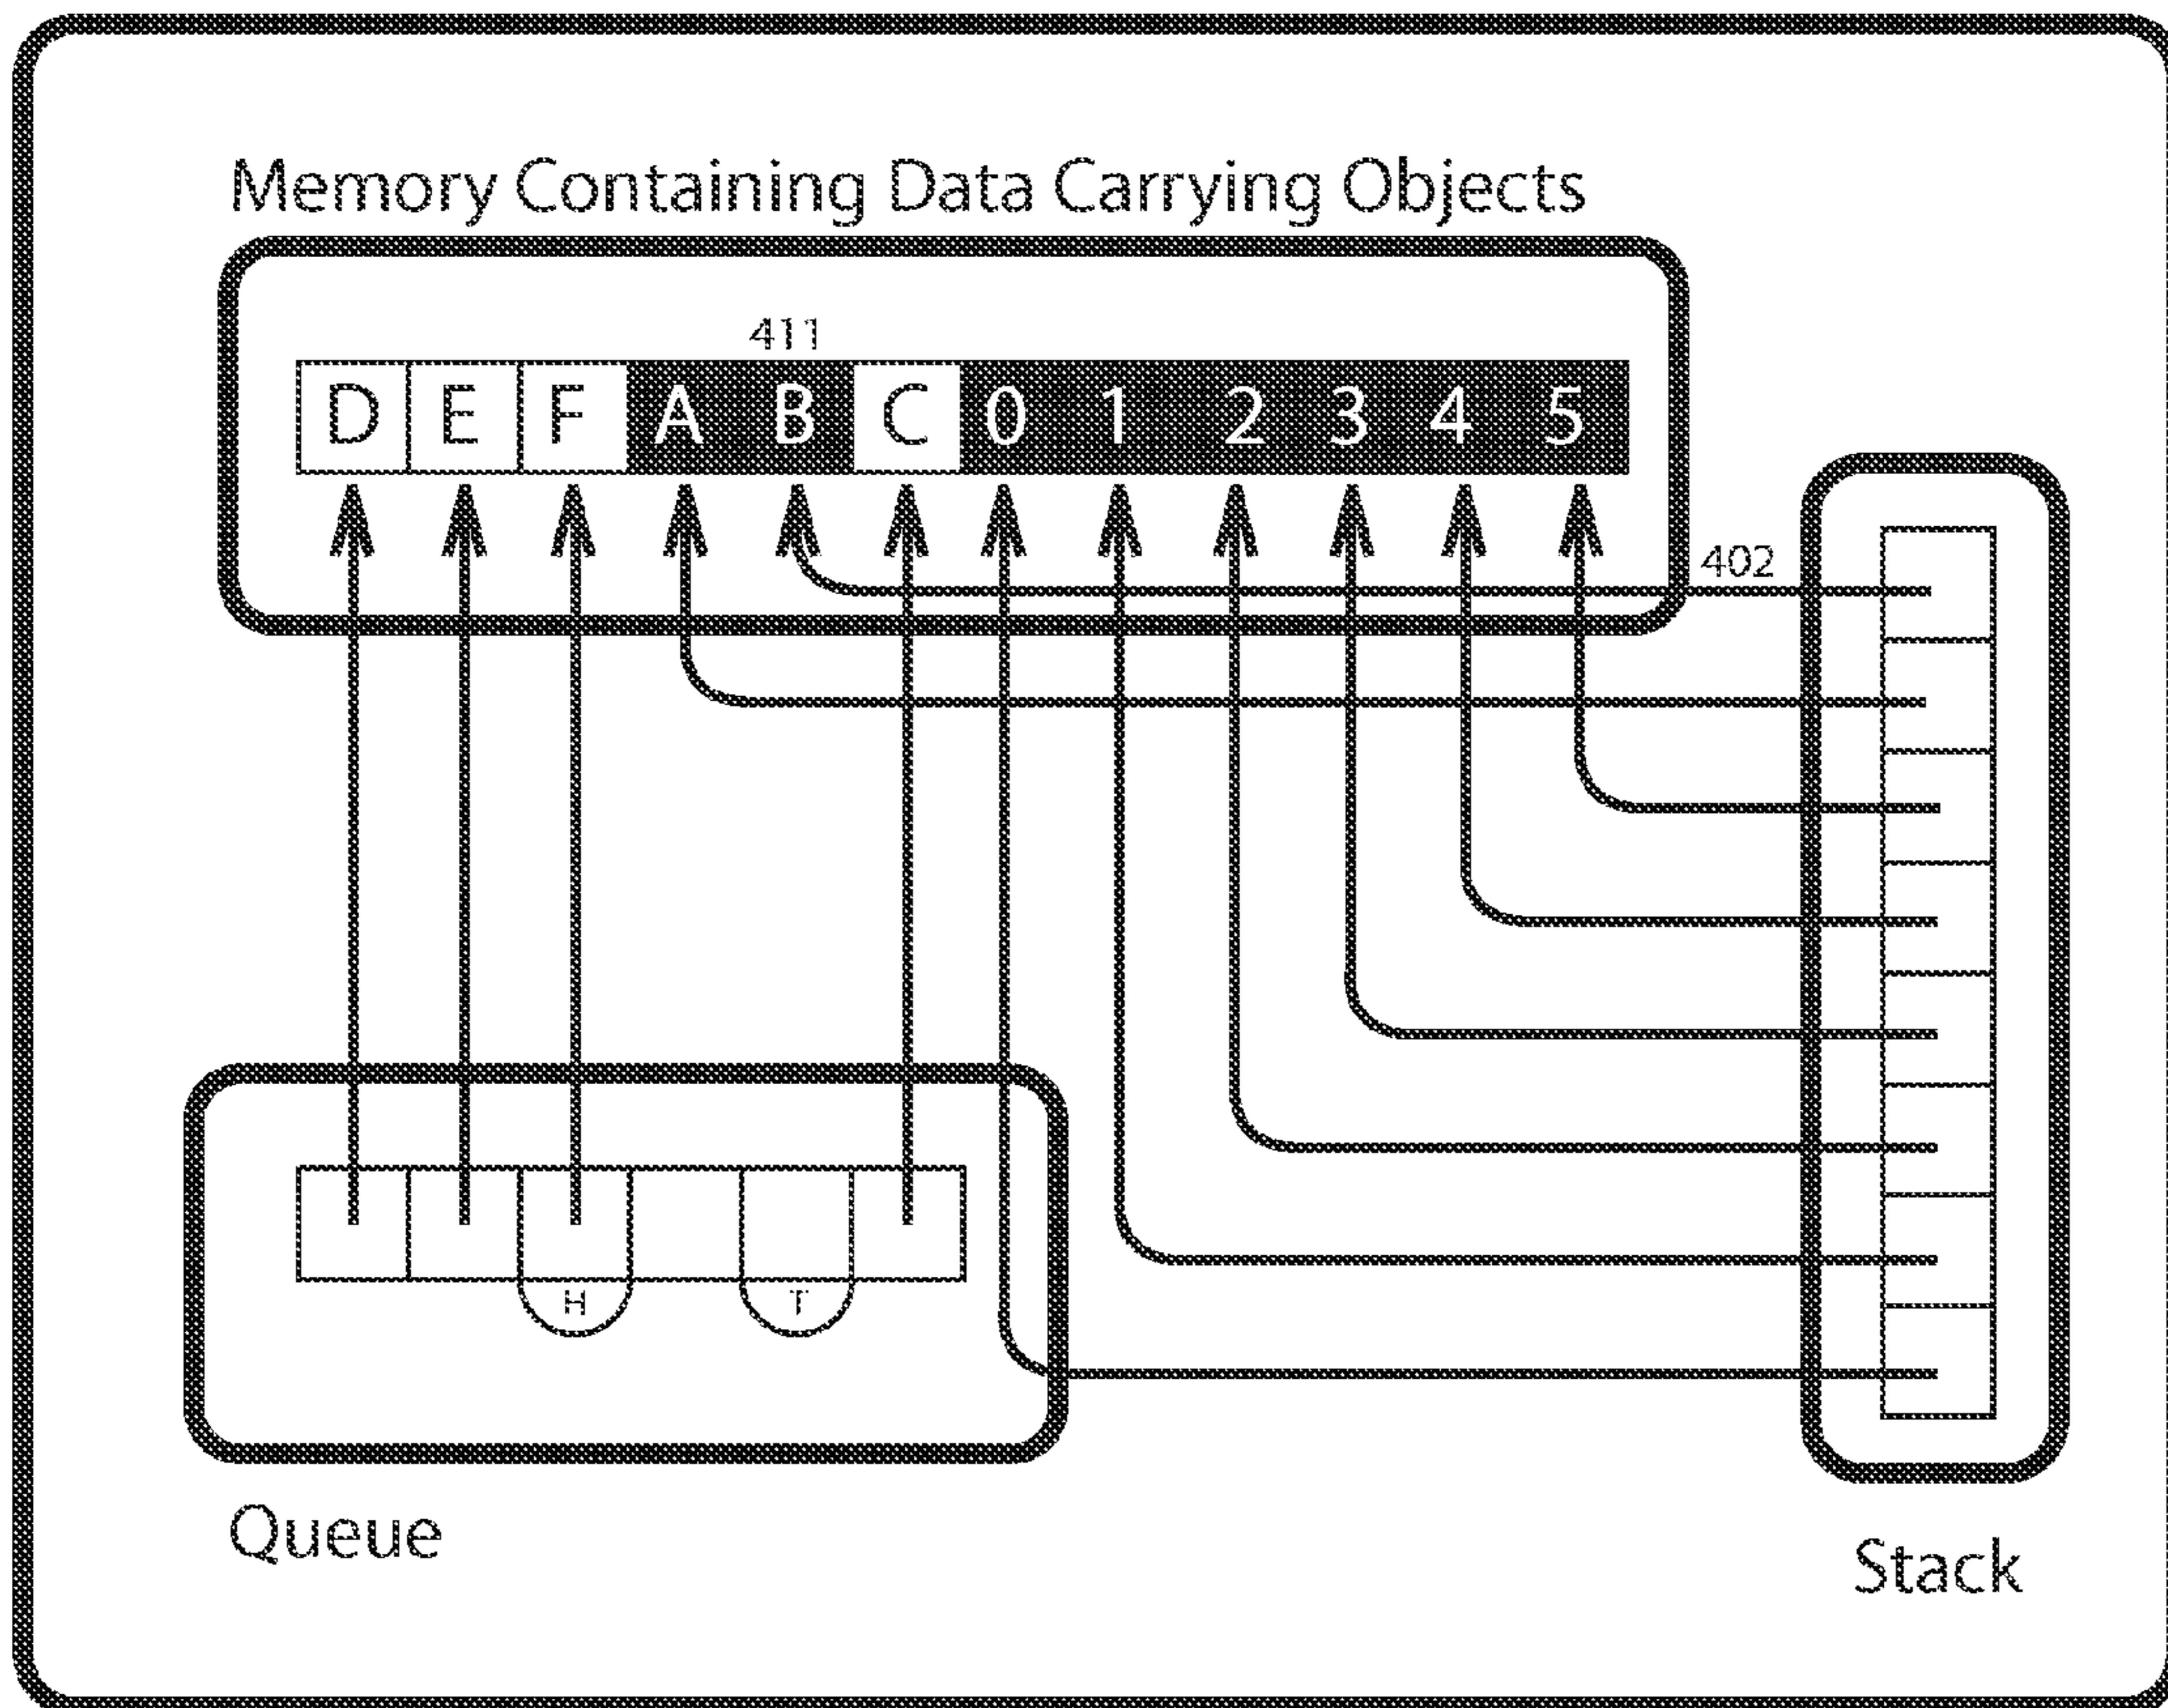 Memory Containing Data Carrying Objects
411
D E F A B C 0 1 2 3 4 5
402
H T
Queue
Stack